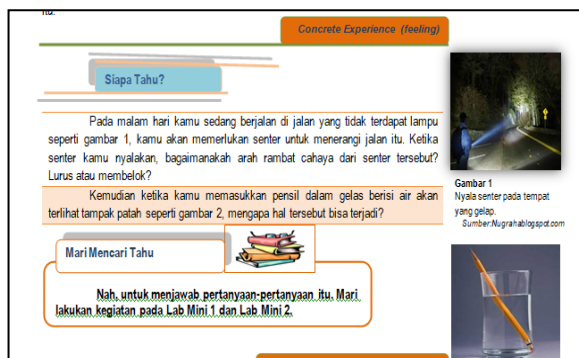 itu.
Concrete Experience (feeling)
Siapa Tahu?
Pada malam hari kamu sedang berjalan di jalan yang tidak terdapat lampu
seperti gambar 1, kamu akan memerlukan senter untuk menerangi jalan itu. Ketika
senter kamu nyalakan, bagaimanakah arah rambat cahaya dari senter tersebut?
Lurus atau membelok?
Kemudian ketika kamu memasukkan pensil dalam gelas berisi air akan
terlihat tampak patah seperti gambar 2, mengapa hal tersebut bisa terjadi?
Gambar 1
Nyala senter pada tempat
yang gelap.
Sumber:Nugrahablogspot.com
Mari Mencari Tahu
Nah, untuk menjawab pertanyaan-pertanyaan itu. Mari
lakukan kegiatan pada Lab Mini 1 dan Lab Mini 2.